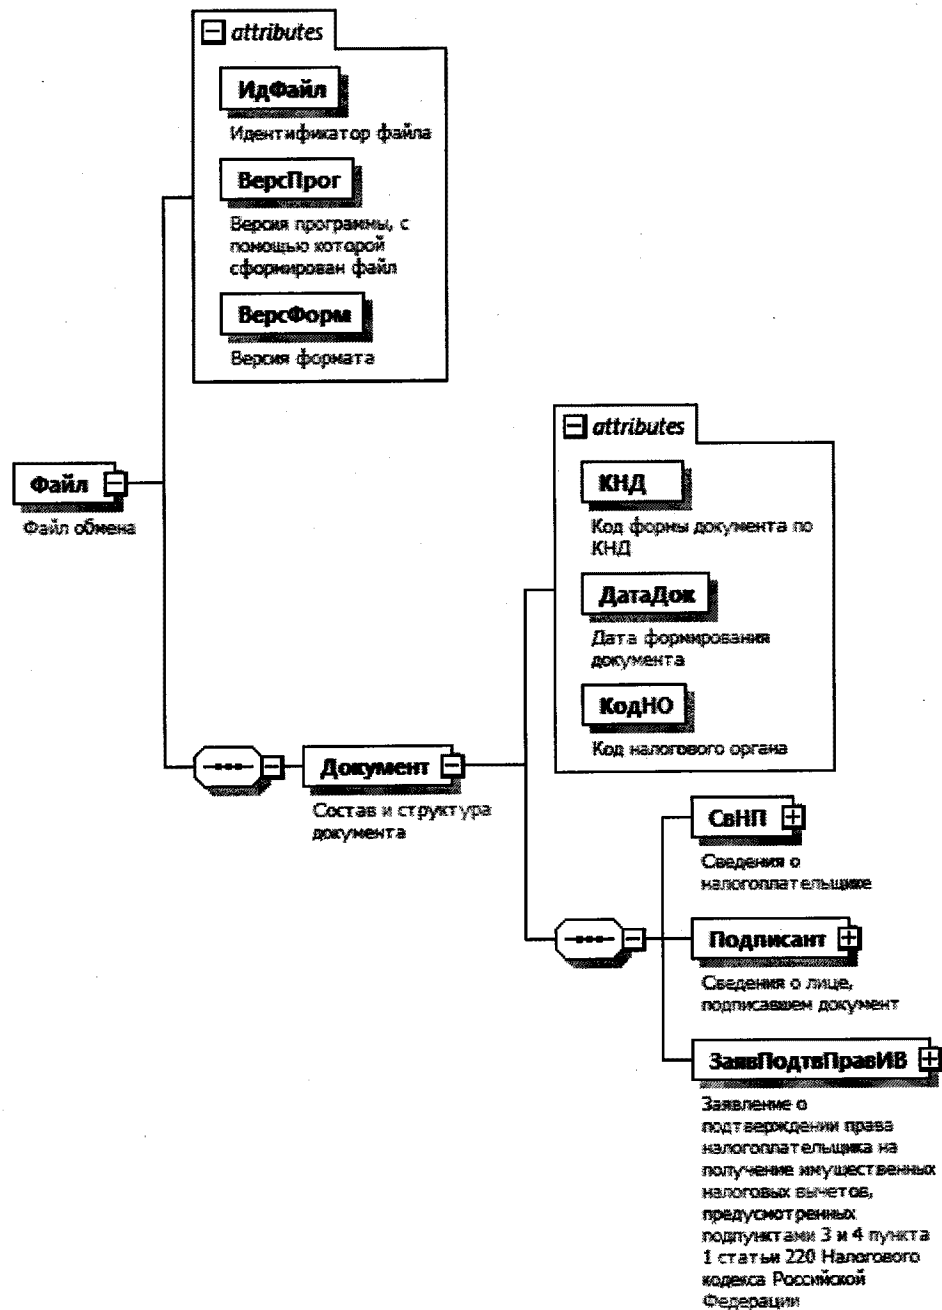 attributes
ИдФайл
Идентификатор файла
ВерсПрог
Версия программы, с
помощью которой
сформирован файл
ВерсФорм
Версия формата
Файл
Файл обмена
attributes
КНД
Код формы документа по
КНД
ДатаДок
Дата формирования
документа
КодНО
Код налогового органа
Документ
Состав и структура
документа
СвНП
Сведения о
налогоплательщике
Подписант
Сведения о лице,
подписавшем документ
ЗаявПодтвПравИВ
Заявление о
подтверждении права
налогоплательщика на
получение имущественных
налоговых вычетов,
предусмотренных
подпунктами 3 и 4 пункта
1 статьи 220 Налогового
кодекса Российской
Федерации